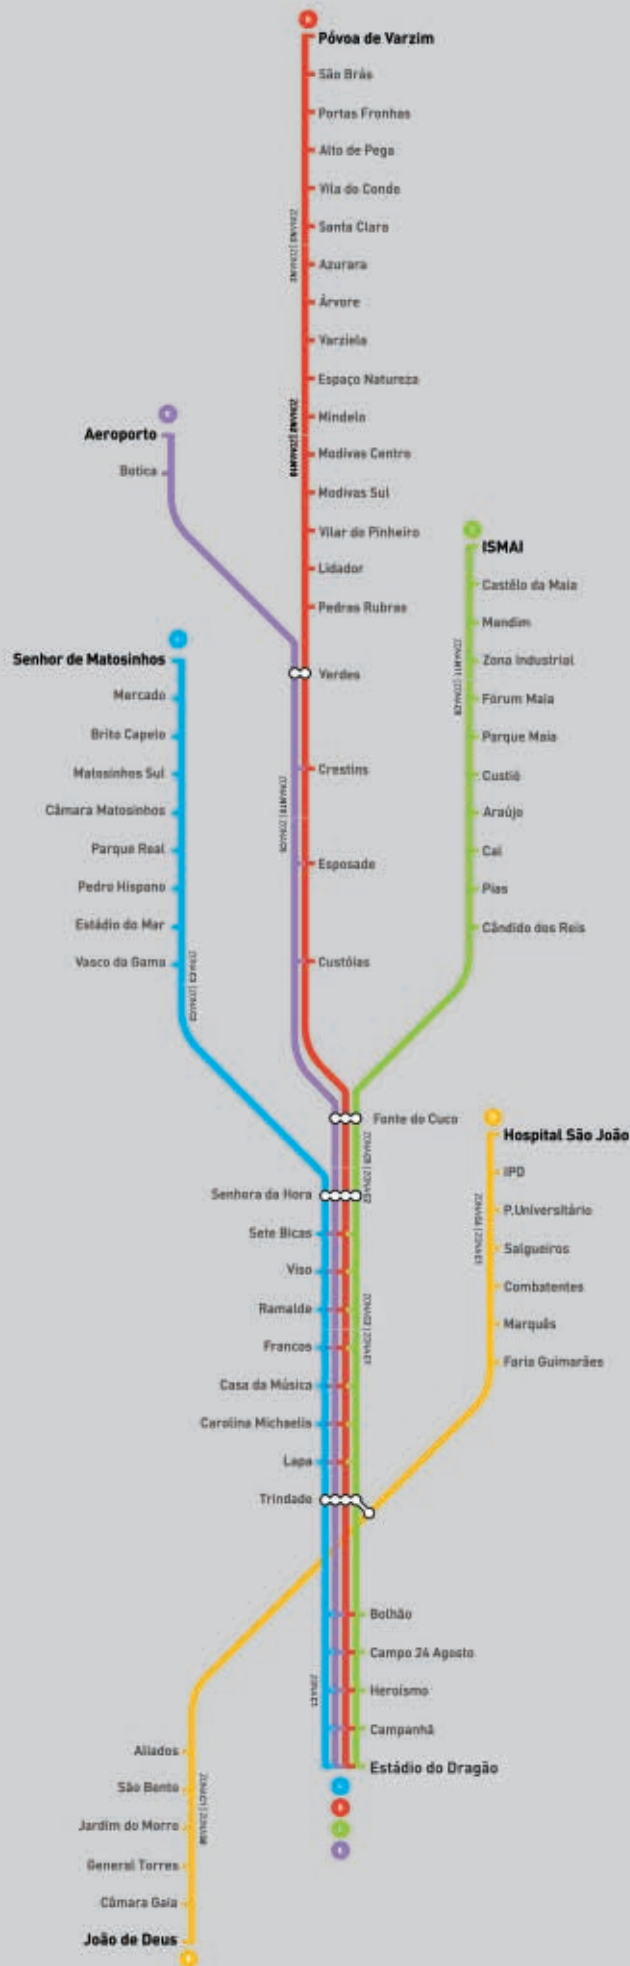 Póvoa de Varzim
São Brás
Portas Fronhas
Alto de Pega
Vila do Conde
Santa Clara
Azurara
Árvore
Varziela
Espaço Natureza
Mindelo
Modivas Centro
Modivas Sul
Vilar do Pinheiro
Lidador
Pedras Rubras
Verdes
Crestins
Esposade
Custóias
Aeroporto
Botica
ISMAI
Castêlo da Maia
Mandim
Zona Industrial
Fórum Maia
Parque Maia
Custió
Araújo
Cal
Pias
Cândido dos Reis
Senhor de Matosinhos
Mercado
Brito Capelo
Matosinhos Sul
Câmara Matosinhos
Parque Real
Pedro Hispano
Estádio do Mar
Vasco da Gama
Fonte do Cuco
Senhora da Hora
Sete Bicas
Viso
Ramalde
Francos
Casa da Música
Carolina Michaelis
Lapa
Trindade
Hospital São João
IPO
P.Universitário
Salgueiros
Combatentes
Marquês
Faria Guimarães
Bolhão
Campo 24 Agosto
Heroísmo
Campanhã
Estádio do Dragão
Aliados
São Bento
Jardim do Morro
General Torres
Câmara Gaia
João de Deus